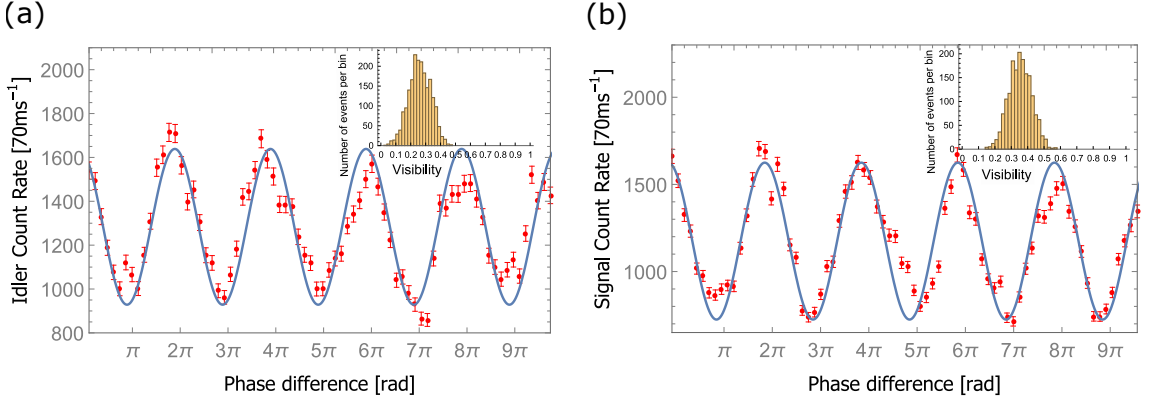 (a)
Idler Count Rate [70ms⁻¹]
2000
1800
1600
1400
1200
1000
800
π 2π 3π 4π 5π 6π 7π 8π 9π
Phase difference [rad]
Number of events per bin
200
150
100
50
0
0 0.1 0.2 0.3 0.4 0.5 0.6 0.7 0.8 0.9 1
Visibility
(b)
Signal Count Rate [70ms⁻¹]
2000
1500
1000
π 2π 3π 4π 5π 6π 7π 8π 9π
Phase difference [rad]
Number of events per bin
200
150
100
50
0
0 0.1 0.2 0.3 0.4 0.5 0.6 0.7 0.8 0.9 1
Visibility